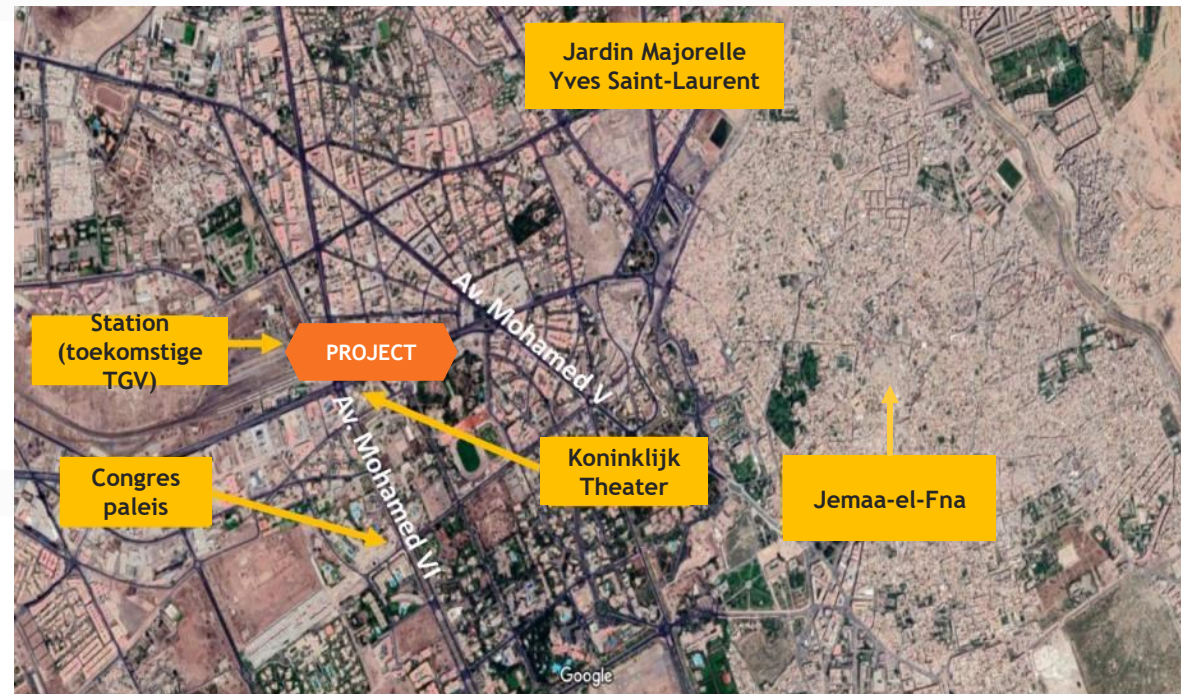 Jardin Majorelle
Yves Saint-Laurent
Av. Mohamed V
Station
(toekomstige
TGV)
PROJECT
Av. Mohamed VI
Koninklijk
Theater
Congres
paleis
Jemaa-el-Fna
Google